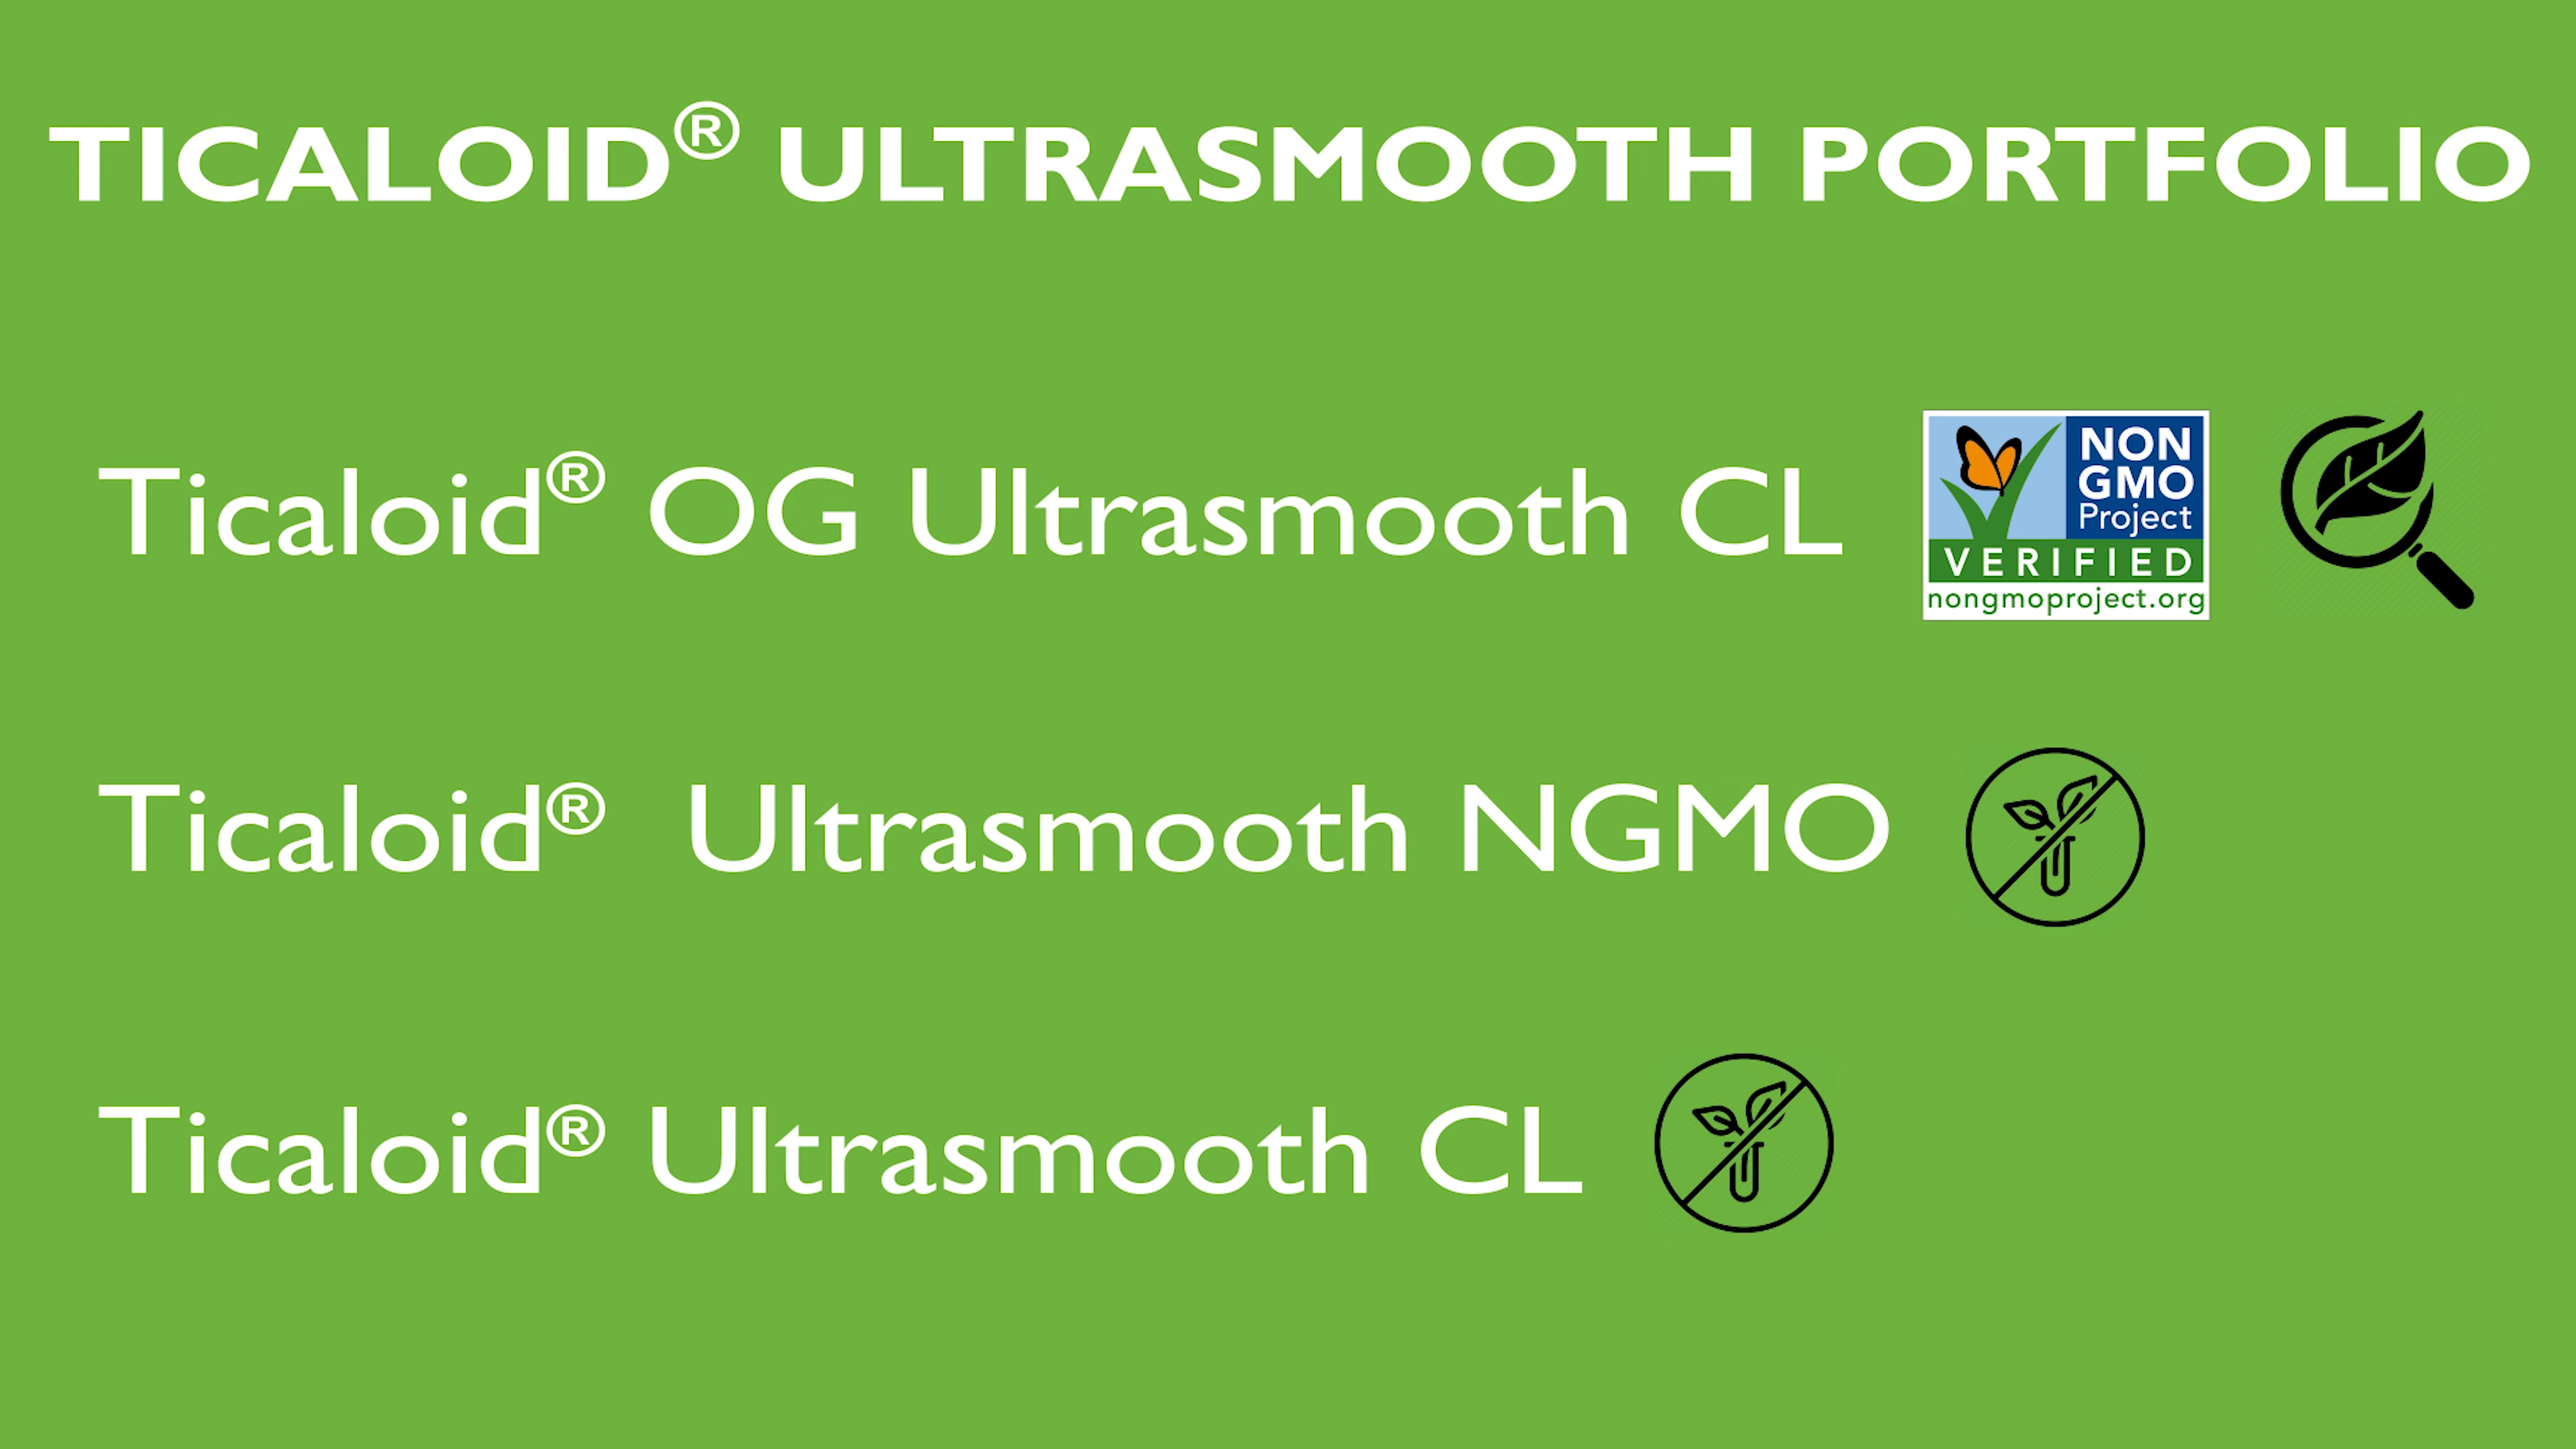 TICALOID® ULTRASMOOTH PORTFOLIO
Ticaloid® OG Ultrasmooth CL
NON
GMO
Project
VERIFIED
nongmoproject.org
Ticaloid® Ultrasmooth NGMO
Ticaloid® Ultrasmooth CL